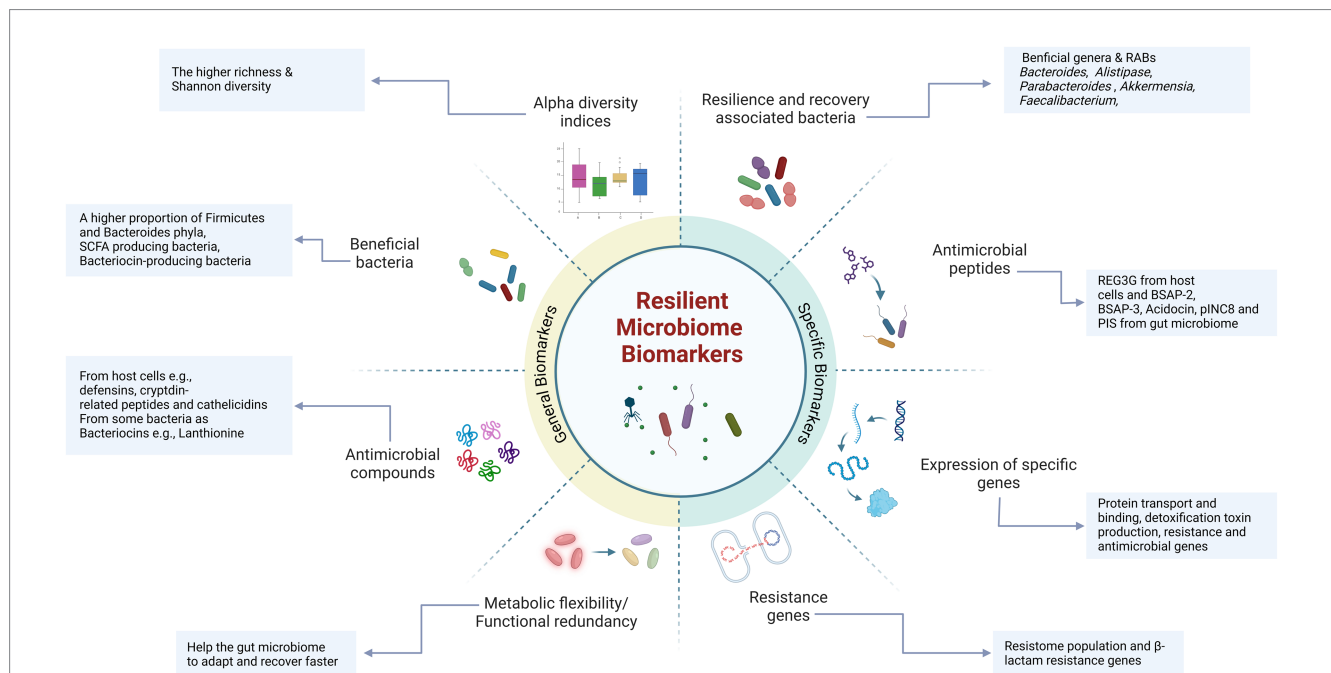 The higher richness &
Shannon diversity
Alpha diversity
indices
Resilience and recovery
associated bacteria
Benficial genera & RABs
Bacteroides, Alistipase,
Parabacteroides , Akkermensia,
Faecalibacterium,
A higher proportion of Firmicutes
and Bacteroides phyla,
SCFA producing bacteria,
Bacteriocin-producing bacteria
Beneficial
bacteria
Antimicrobial
peptides
REG3G from host
cells and BSAP-2,
BSAP-3, Acidocin, pINC8 and
PIS from gut microbiome
Resilient
Microbiome
Biomarkers
General Biomarkers
Specific Biomarkers
From host cells e.g.,
defensins, cryptdin-
related peptides and cathelicidins
From some bacteria as
Bacteriocins e.g., Lanthionine
Antimicrobial
compounds
Expression of specific
genes
Protein transport and
binding, detoxification toxin
production, resistance and
antimicrobial genes
Metabolic flexibility/
Functional redundancy
Help the gut microbiome
to adapt and recover faster
Resistance
genes
Resistome population and β-
lactam resistance genes